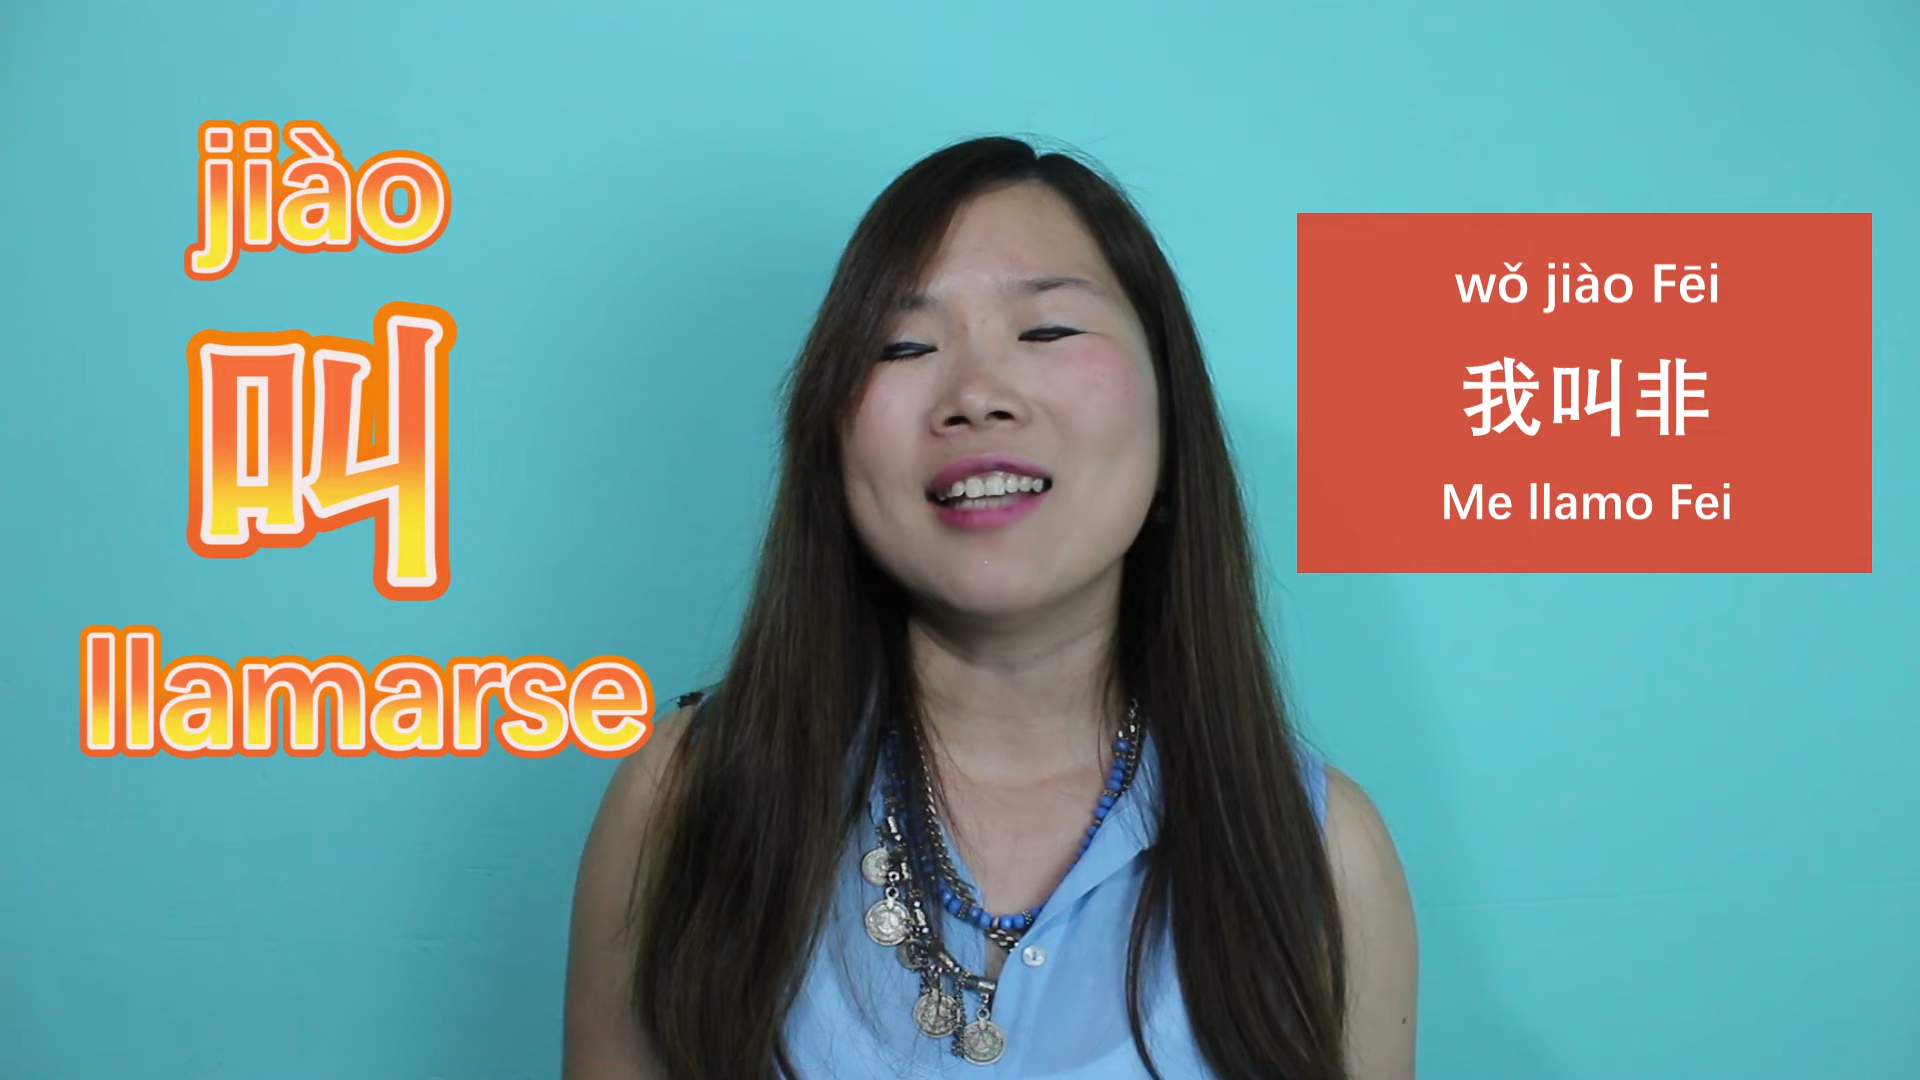 jiào
叫
llamarse
wǒ jiào Fēi
我叫非
Me llamo Fei